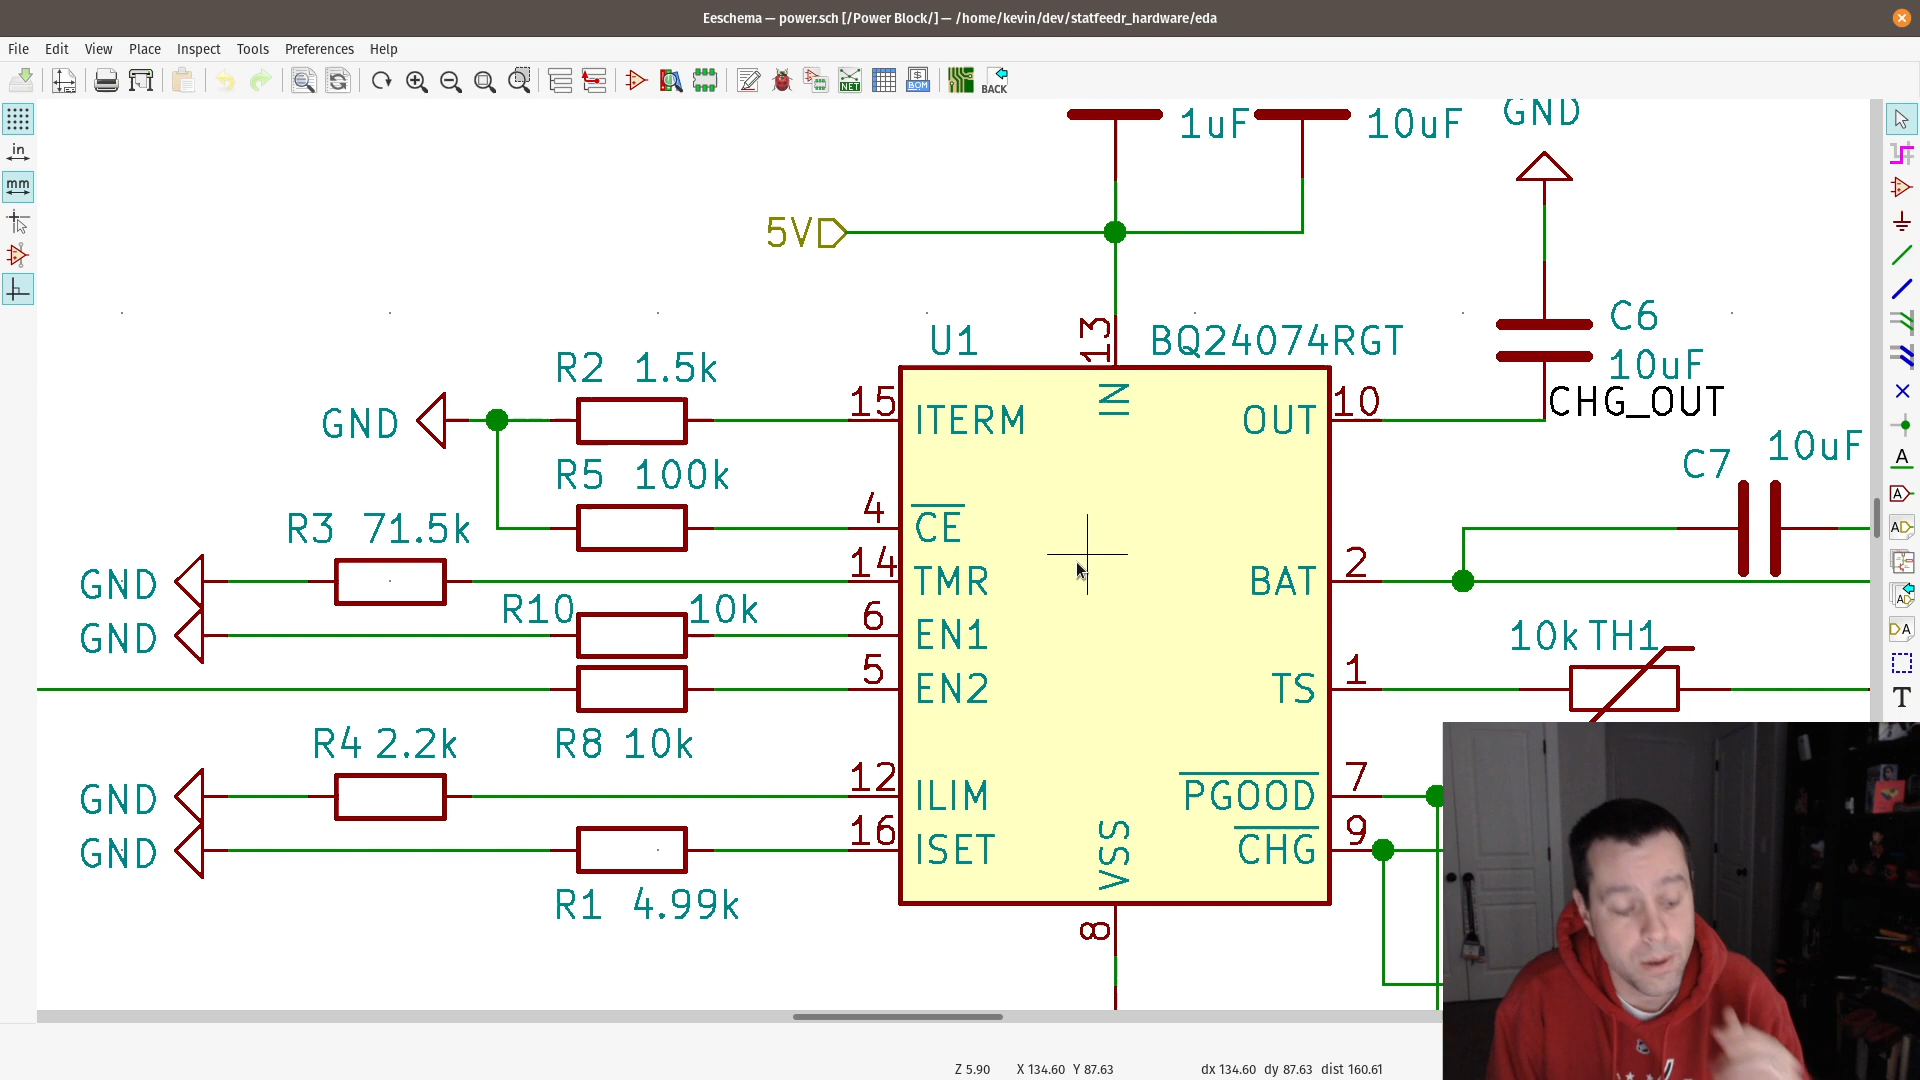 Eeschema — power.sch [/Power Block/] — /home/kevin/dev/statfeedr_hardware/eda
File Edit View Place Inspect Tools Preferences Help
NET
BOM
BACK
in
mm
1uF
10uF
GND
5V
13
U1
BQ24074RGT
C6
10uF
R2 1.5k
15
ITERM
IN
OUT
10
CHG_OUT
GND
C7
10uF
R5 100k
4
CE
R3 71.5k
14
TMR
BAT
2
GND
R10
10k
6
EN1
10k TH1
GND
5
EN2
TS
1
R4 2.2k
R8 10k
12
ILIM
PGOOD
7
GND
16
ISET
VSS
CHG
9
GND
R1 4.99k
8
A
A
A
A
A
T
Z 5.90 X 134.60 Y 87.63 dx 134.60 dy 87.63 dist 160.61